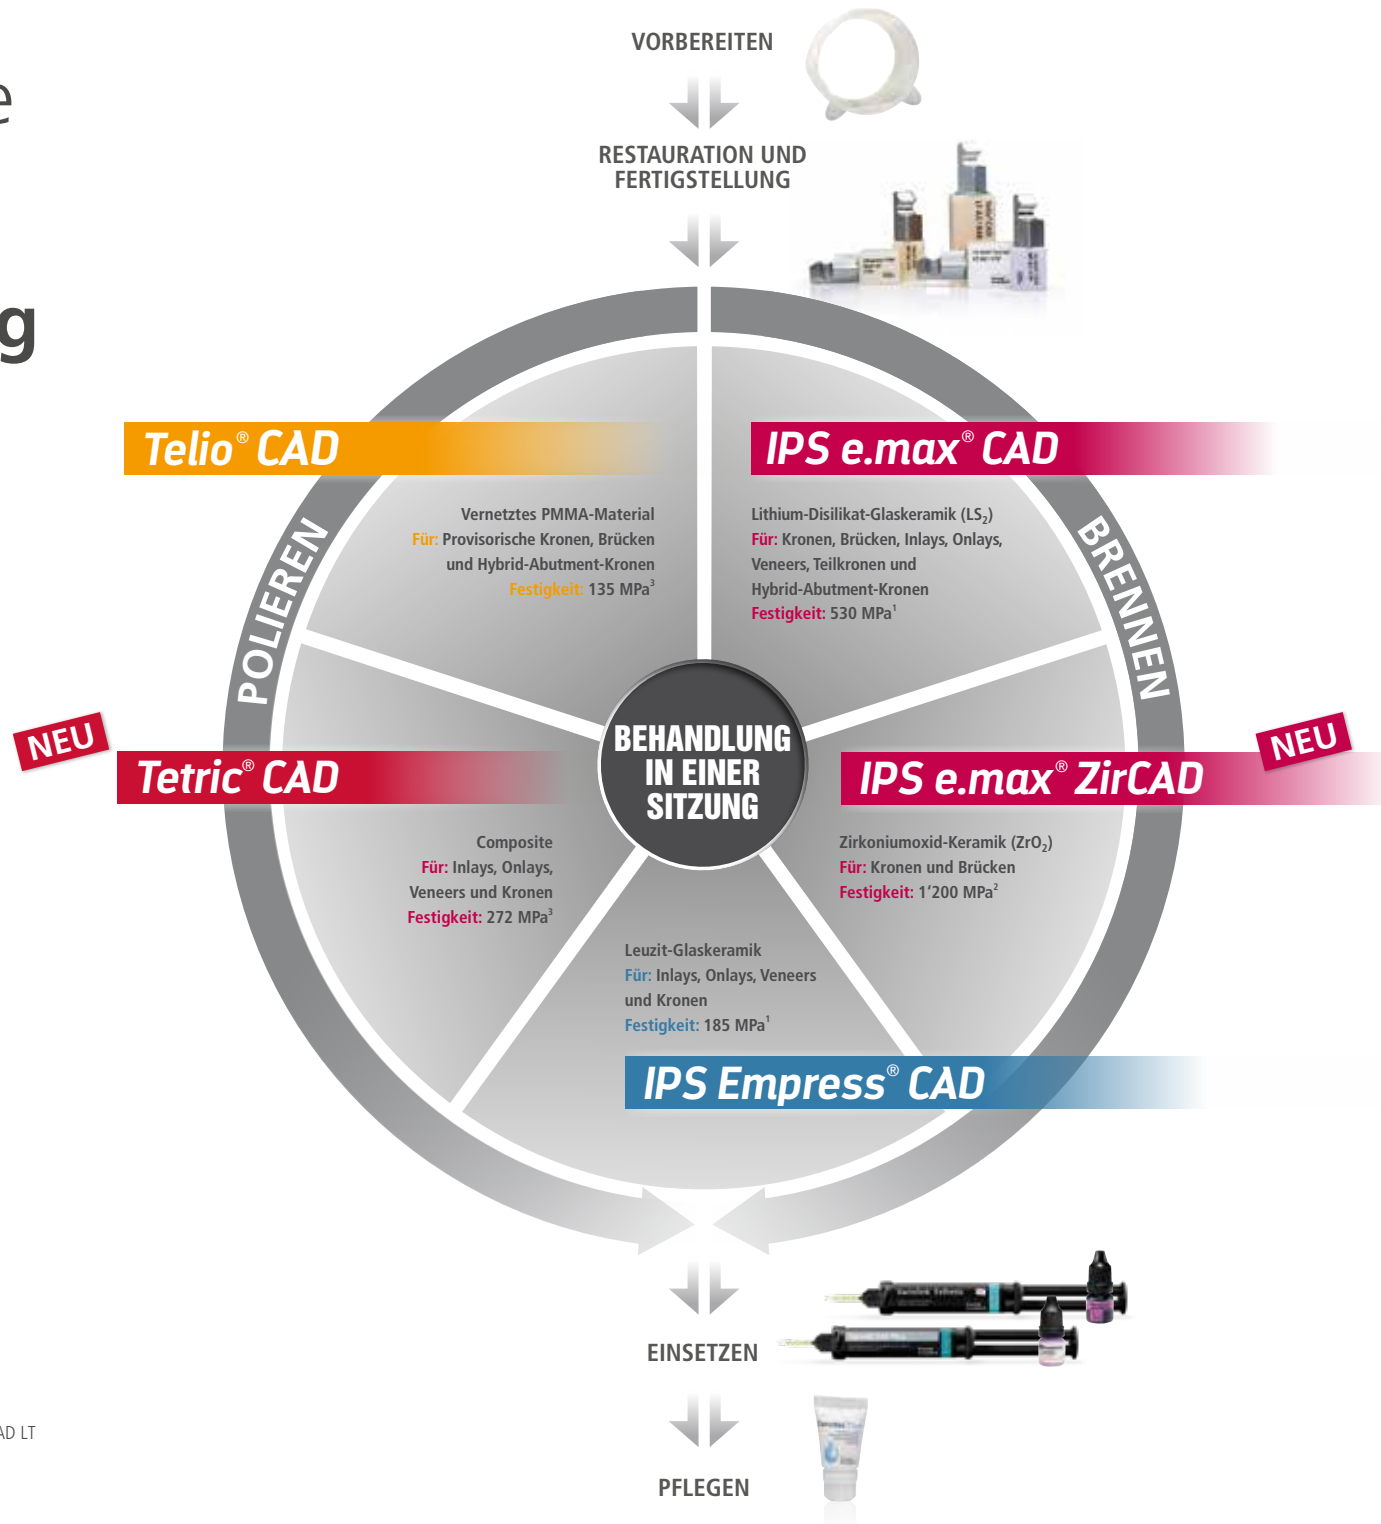 e
g
VORBEREITEN
RESTAURATION UND
FERTIGSTELLUNG
Telio® CAD
Vernetztes PMMA-Material
Für: Provisorische Kronen, Brücken
und Hybrid-Abutment-Kronen
Festigkeit: 135 MPa³
IPS e.max® CAD
Lithium-Disilikat-Glaskeramik (LS₂)
Für: Kronen, Brücken, Inlays, Onlays,
Veneers, Teilkronen und
Hybrid-Abutment-Kronen
Festigkeit: 530 MPa¹
POLIEREN
BRENNEN
BEHANDLUNG
IN EINER
SITZUNG
NEU
Tetric® CAD
Composite
Für: Inlays, Onlays,
Veneers und Kronen
Festigkeit: 272 MPa³
NEU
IPS e.max® ZirCAD
Zirkoniumoxid-Keramik (ZrO₂)
Für: Kronen und Brücken
Festigkeit: 1’200 MPa²
Leuzit-Glaskeramik
Für: Inlays, Onlays, Veneers
und Kronen
Festigkeit: 185 MPa¹
IPS Empress® CAD
EINSETZEN
AD LT
PFLEGEN